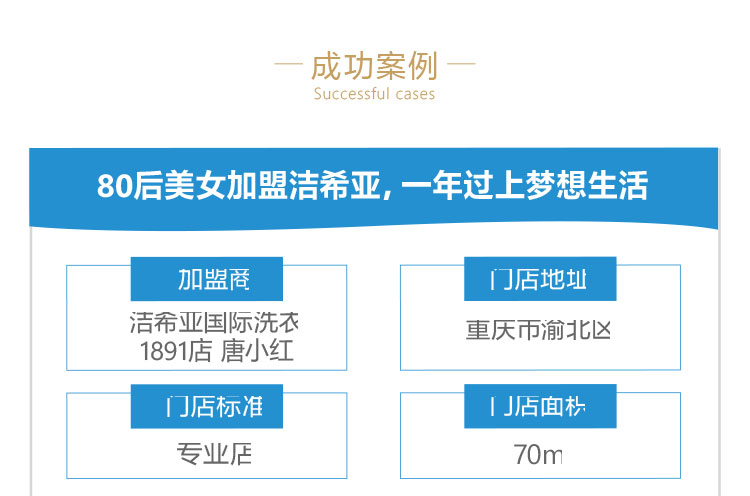 成功案例
Successful cases
80后美女加盟洁希亚,一年过上梦想生活
加盟商
洁希亚国际洗衣
1891店 唐小红
门店地址
重庆市渝北区
门店标准
专业店
门店面积
70m